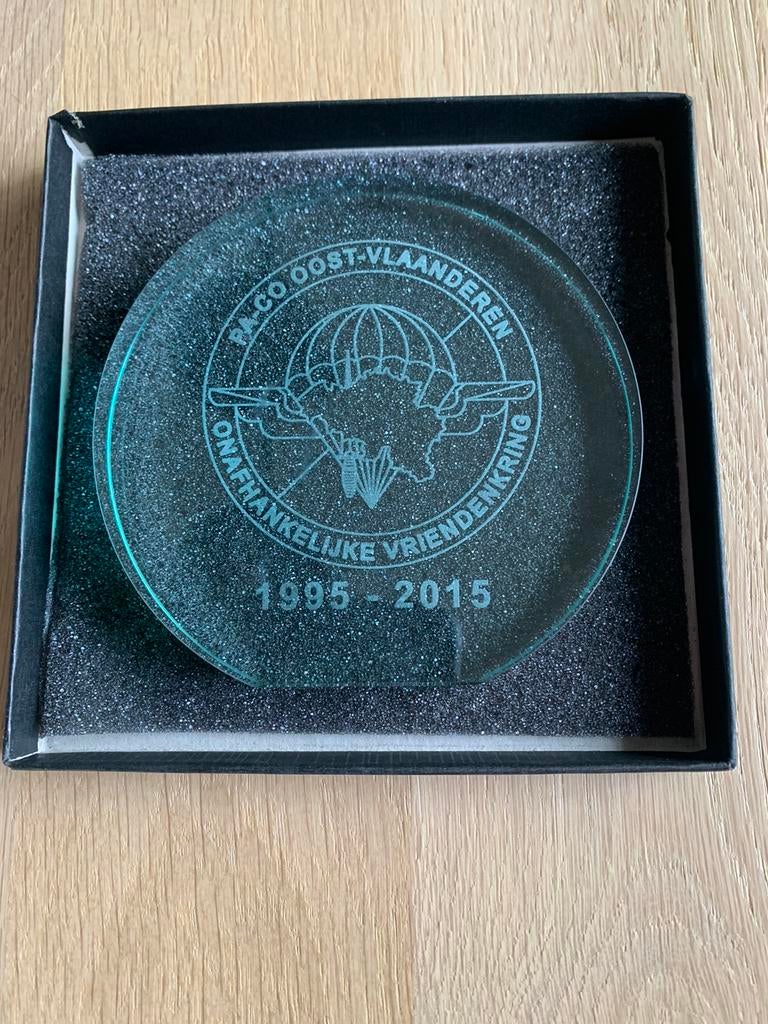 PA-CO OOST-VLAANDEREN
ONAFHANKELIJKE VRIENDENKRING
1995 - 2015